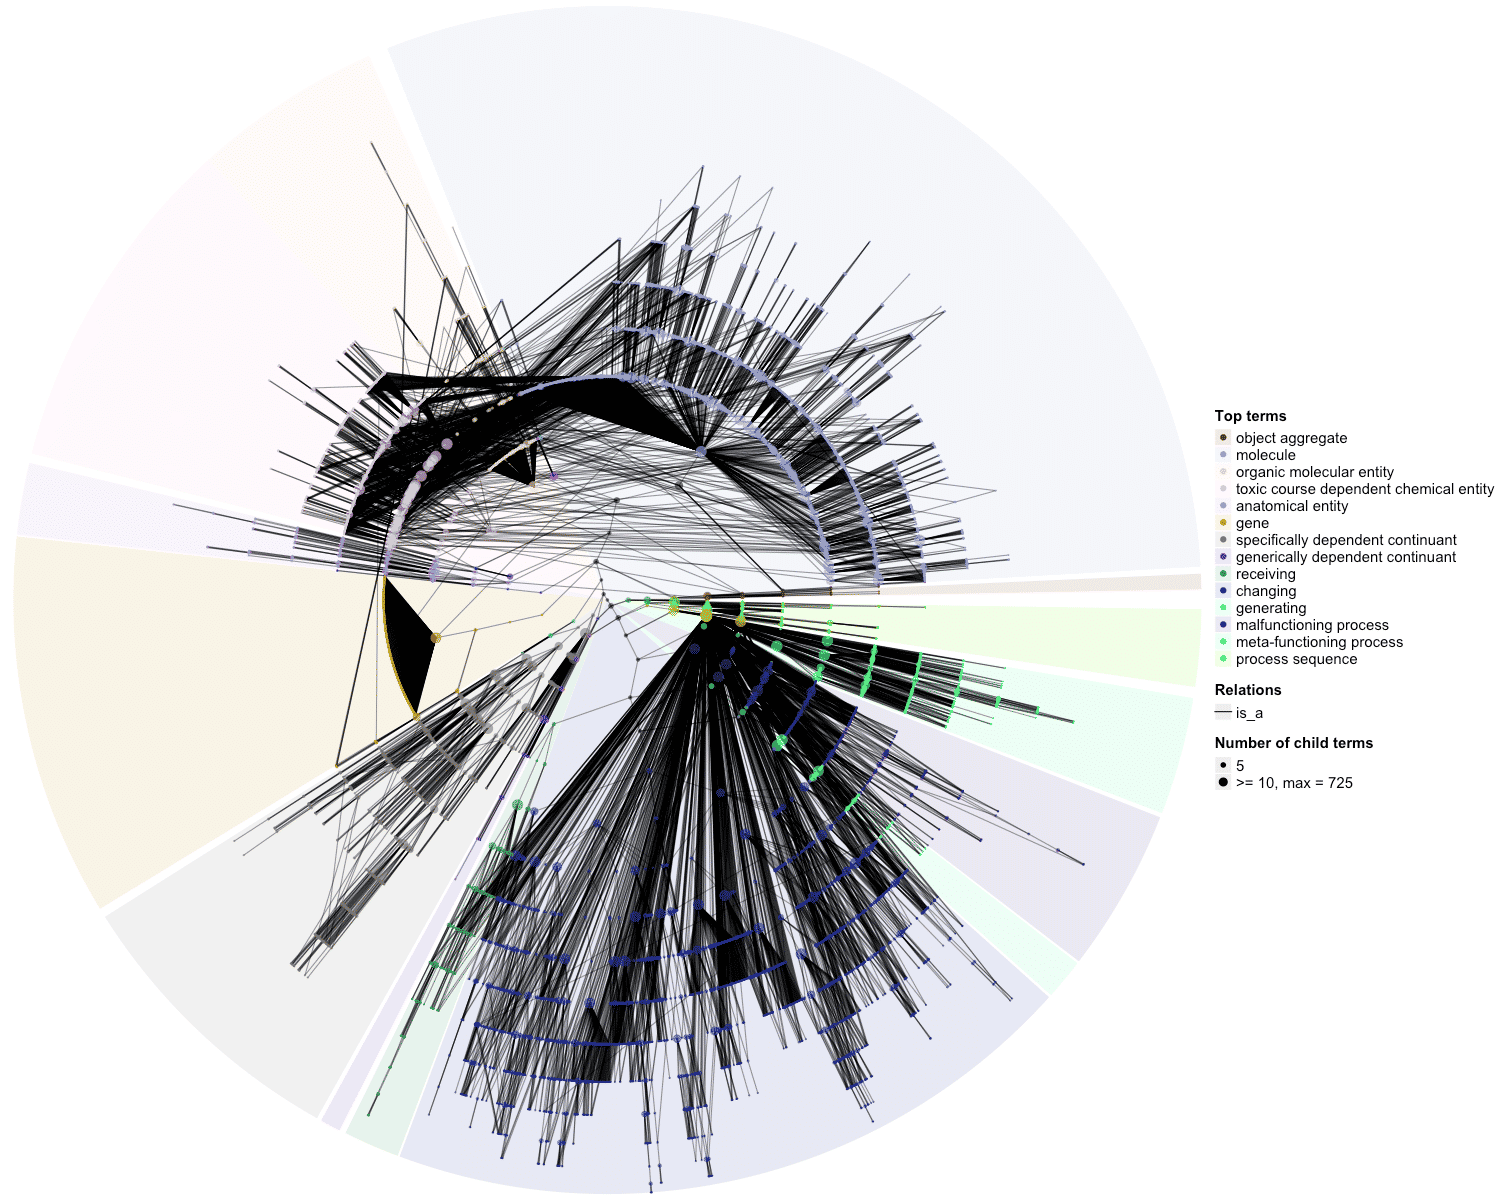 Top terms
object aggregate
molecule
organic molecular entity
toxic course dependent chemical entity
anatomical entity
gene
specifically dependent continuant
generically dependent continuant
receiving
changing
generating
malfunctioning process
meta-functioning process
process sequence
Relations
is_a
Number of child terms
5
>= 10, max = 725